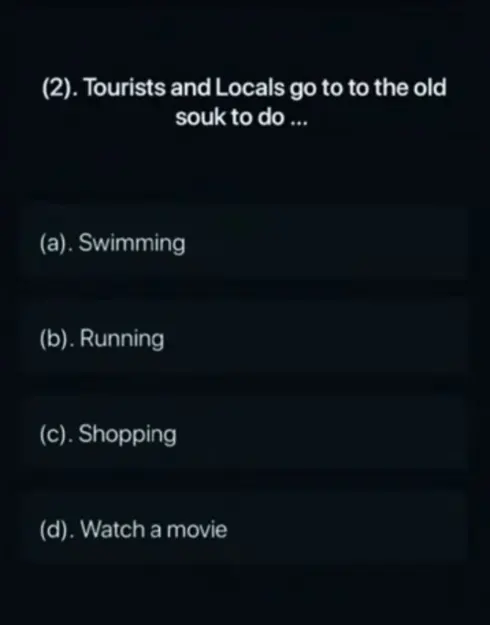 (2). Tourists and Locals go to to the old
souk to do ...
(a). Swimming
(b). Running
(c). Shopping
(d). Watch a movie